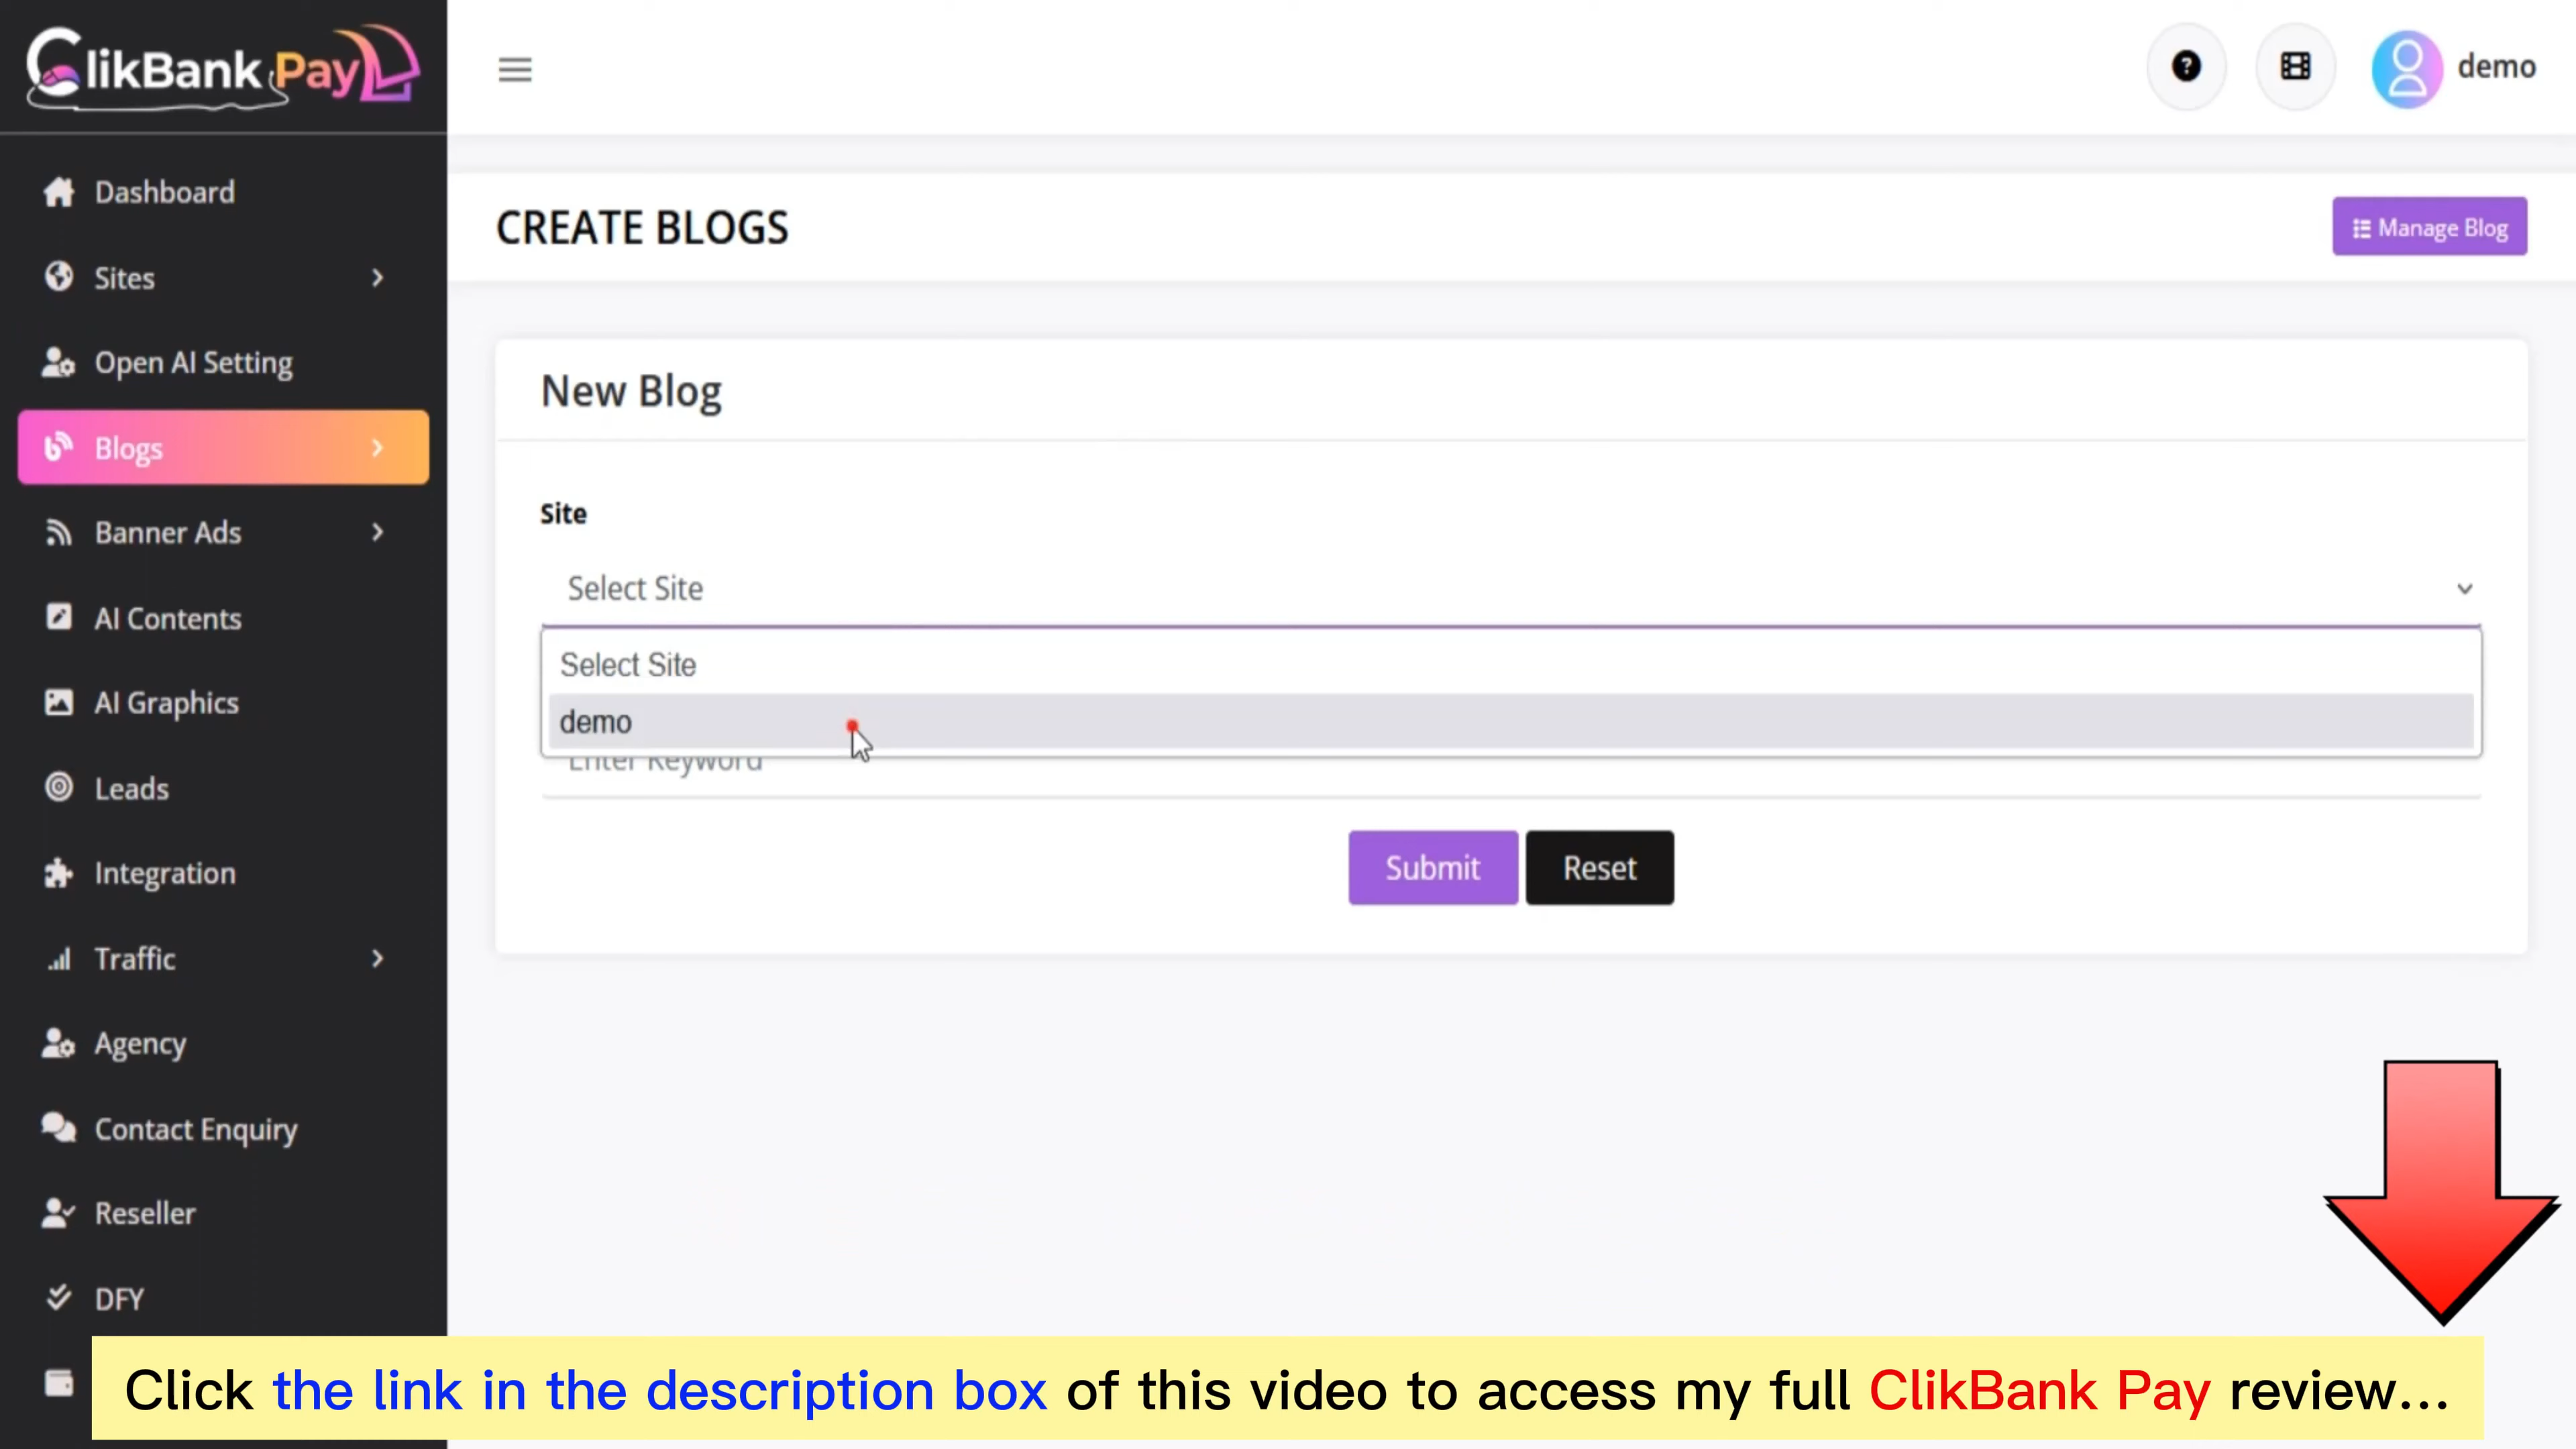 ClikBank Pay
demo
Dashboard
Sites
Open AI Setting
Blogs
Banner Ads
AI Contents
AI Graphics
Leads
Integration
Traffic
Agency
Contact Enquiry
Reseller
DFY
CREATE BLOGS
Manage Blog
New Blog
Site
Select Site
Select Site
demo
Enter Keyword
Submit
Reset
Click the link in the description box of this video to access my full ClikBank Pay review...